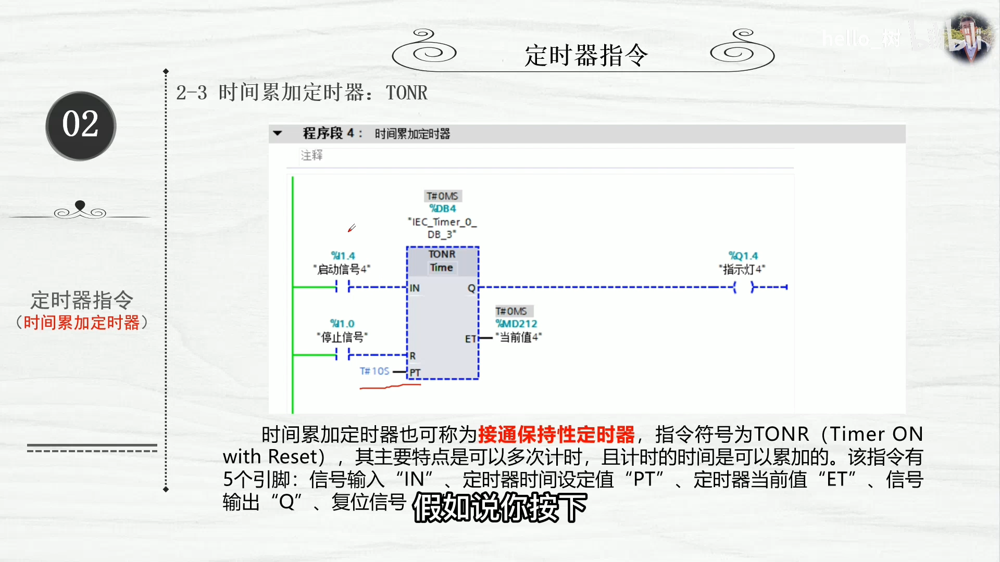 hello_树 bilibili
定时器指令
2-3 时间累加定时器：TONR
02
程序段 4： 时间累加定时器
注释
T#0MS
%DB4
"IEC_Timer_0_
DB_3"
TONR
Time
%I1.4
"启动信号4"
IN
Q
%Q1.4
"指示灯4"
T#0MS
%MD212
"当前值4"
ET
%I1.0
"停止信号"
R
T#10S
PT
定时器指令
（时间累加定时器）
时间累加定时器也可称为接通保持性定时器，指令符号为TONR（Timer ON
with Reset），其主要特点是可以多次计时，且计时的时间是可以累加的。该指令有
5个引脚：信号输入“IN”、定时器时间设定值“PT”、定时器当前值“ET”、信号
输出“Q”、复位信号
假如说你按下